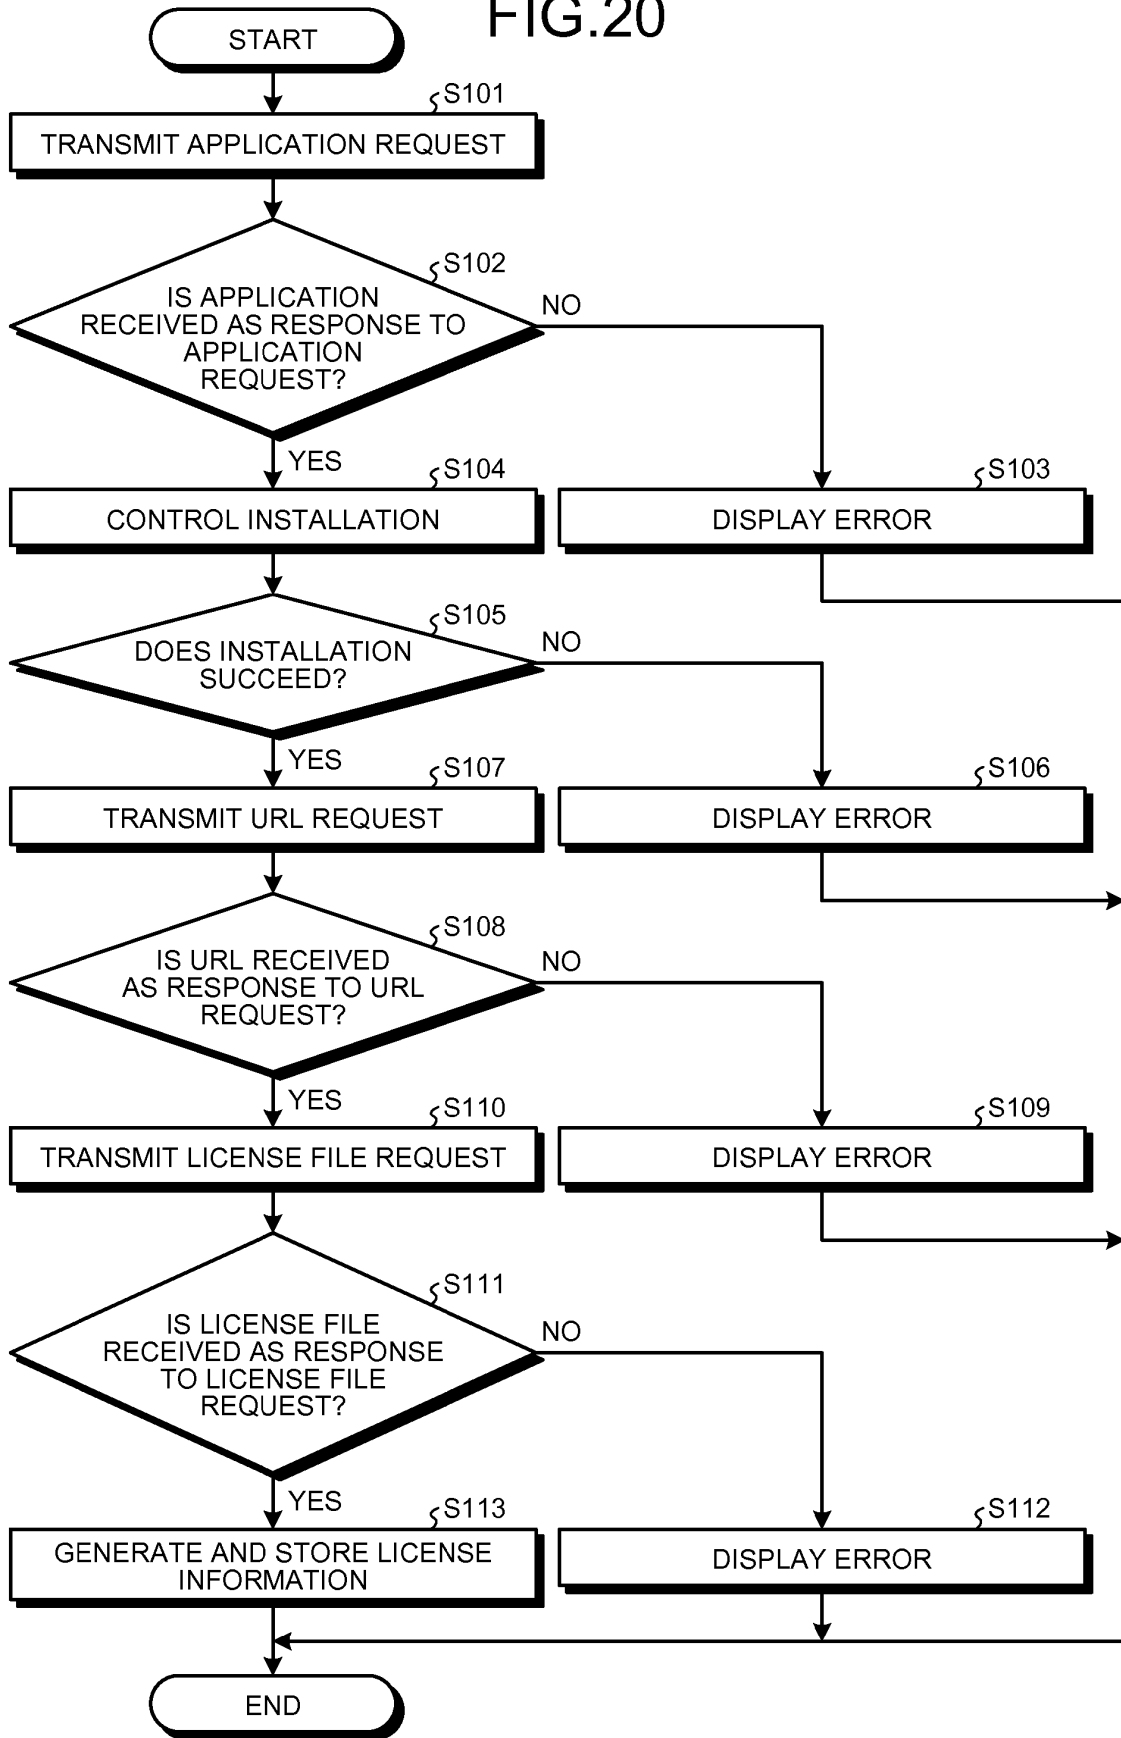 FIG.20
START
S101
TRANSMIT APPLICATION REQUEST
S102
IS APPLICATION
RECEIVED AS RESPONSE TO
APPLICATION
REQUEST?
NO
YES
S104
CONTROL INSTALLATION
S103
DISPLAY ERROR
S105
DOES INSTALLATION
SUCCEED?
NO
YES
S107
TRANSMIT URL REQUEST
S106
DISPLAY ERROR
S108
IS URL RECEIVED
AS RESPONSE TO URL
REQUEST?
NO
YES
S110
TRANSMIT LICENSE FILE REQUEST
S109
DISPLAY ERROR
S111
IS LICENSE FILE
RECEIVED AS RESPONSE
TO LICENSE FILE
REQUEST?
NO
YES
S113
GENERATE AND STORE LICENSE
INFORMATION
S112
DISPLAY ERROR
END